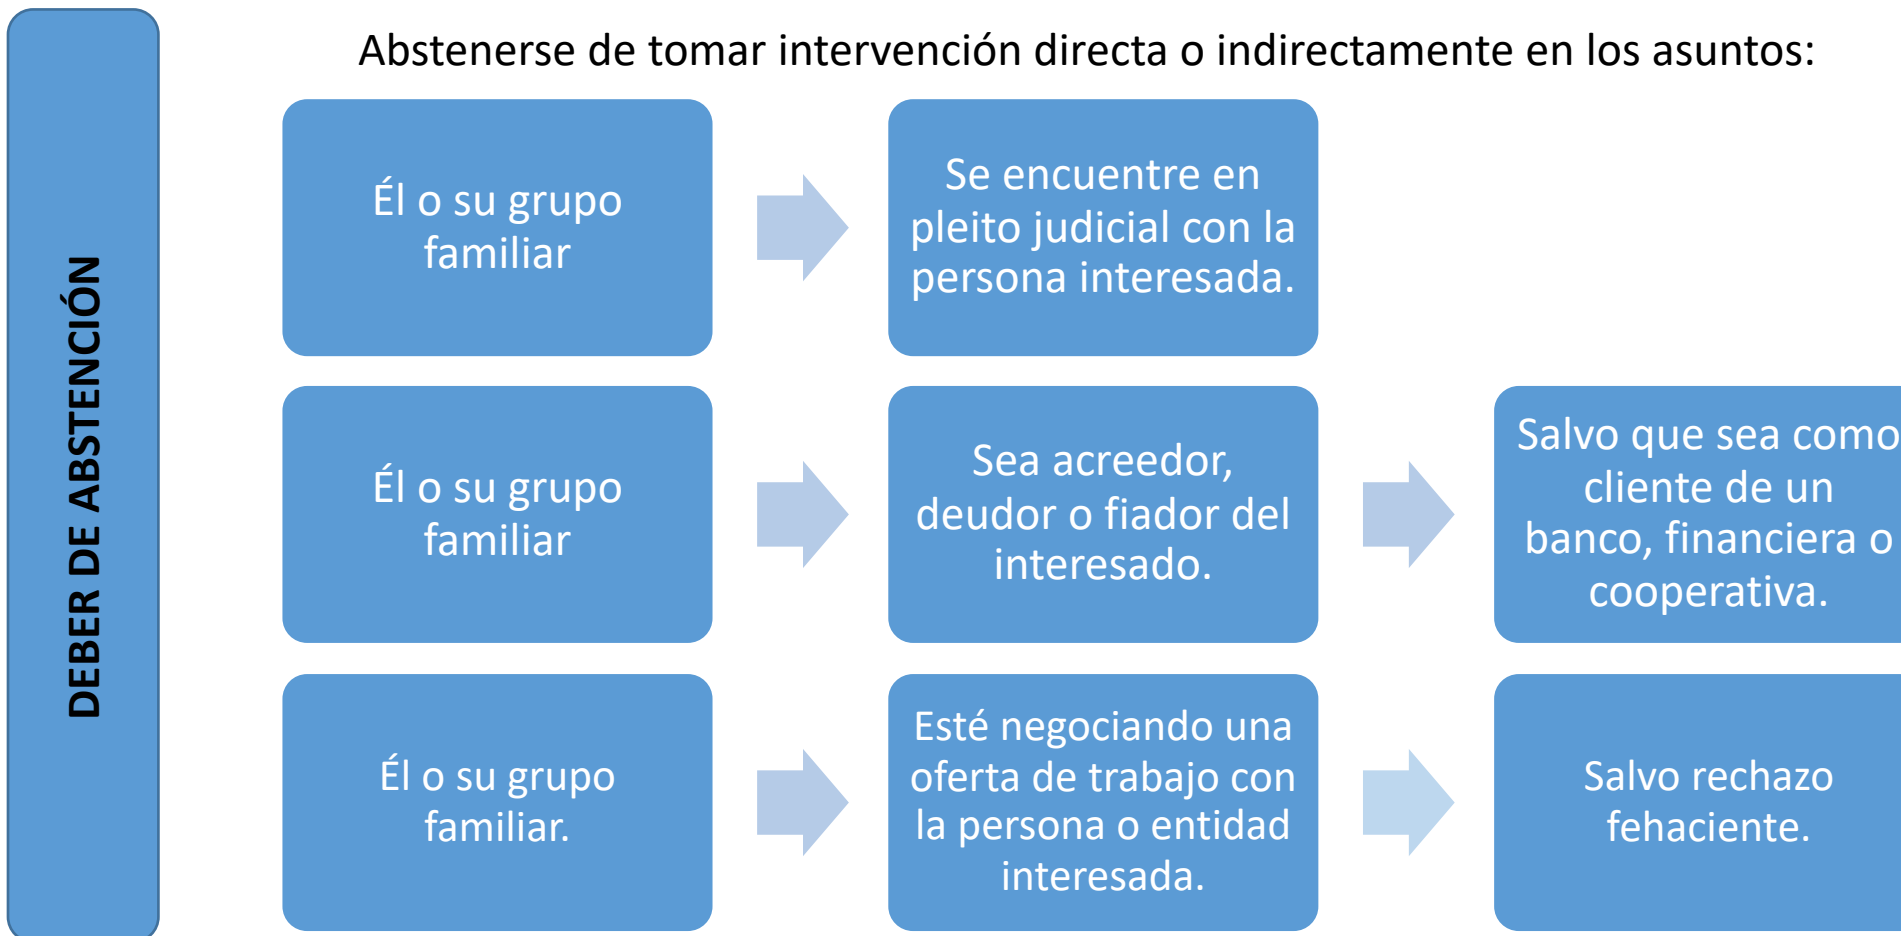 DEBER DE ABSTENCIÓN
Abstenerse de tomar intervención directa o indirectamente en los asuntos:
Él o su grupo
familiar
Se encuentre en
pleito judicial con la
persona interesada.
Él o su grupo
familiar
Sea acreedor,
deudor o fiador del
interesado.
Salvo que sea como
cliente de un
banco, financiera o
cooperativa.
Él o su grupo
familiar.
Esté negociando una
oferta de trabajo con
la persona o entidad
interesada.
Salvo rechazo
fehaciente.